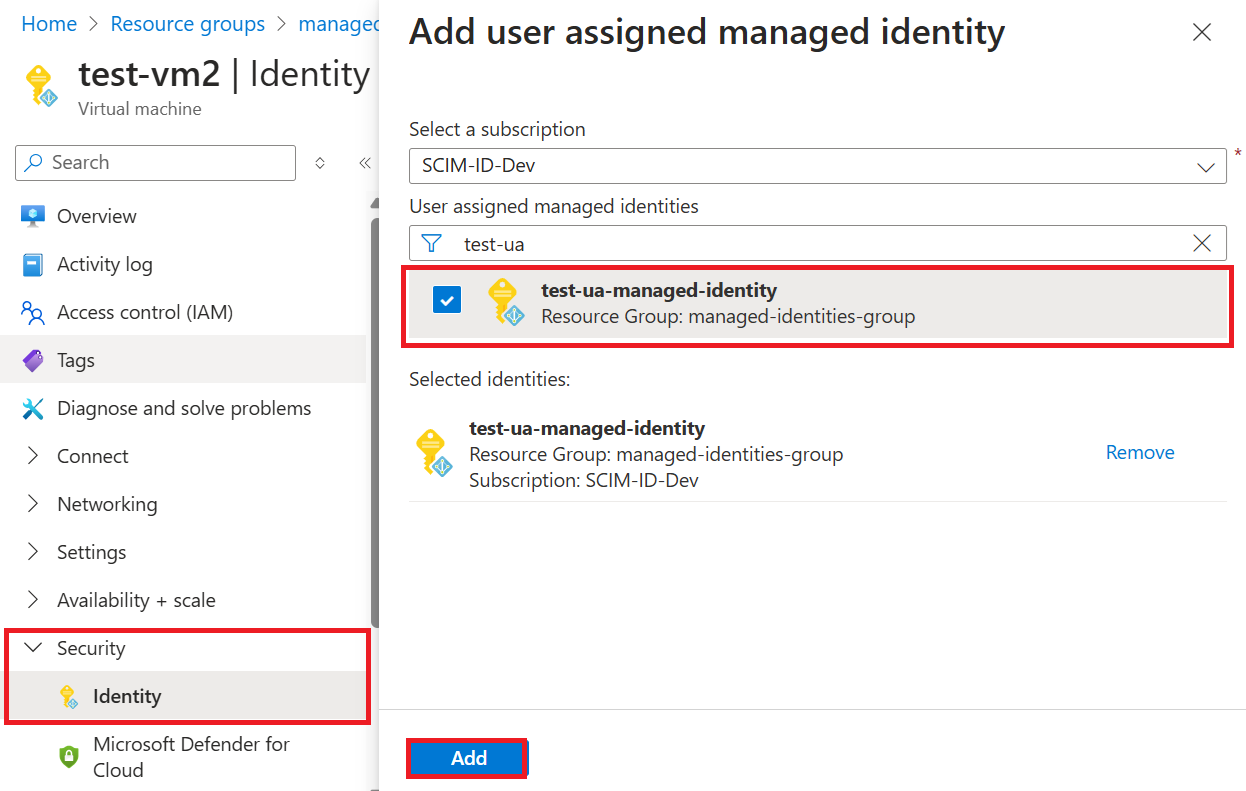 Home > Resource groups > managed
test-vm2 | Identity
Virtual machine
Search
Overview
Activity log
Access control (IAM)
Tags
Diagnose and solve problems
Connect
Networking
Settings
Availability + scale
Security
Identity
Microsoft Defender for
Cloud
Add user assigned managed identity
Select a subscription
SCIM-ID-Dev
*
User assigned managed identities
test-ua
test-ua-managed-identity
Resource Group: managed-identities-group
Selected identities:
test-ua-managed-identity
Resource Group: managed-identities-group
Remove
Subscription: SCIM-ID-Dev
Add